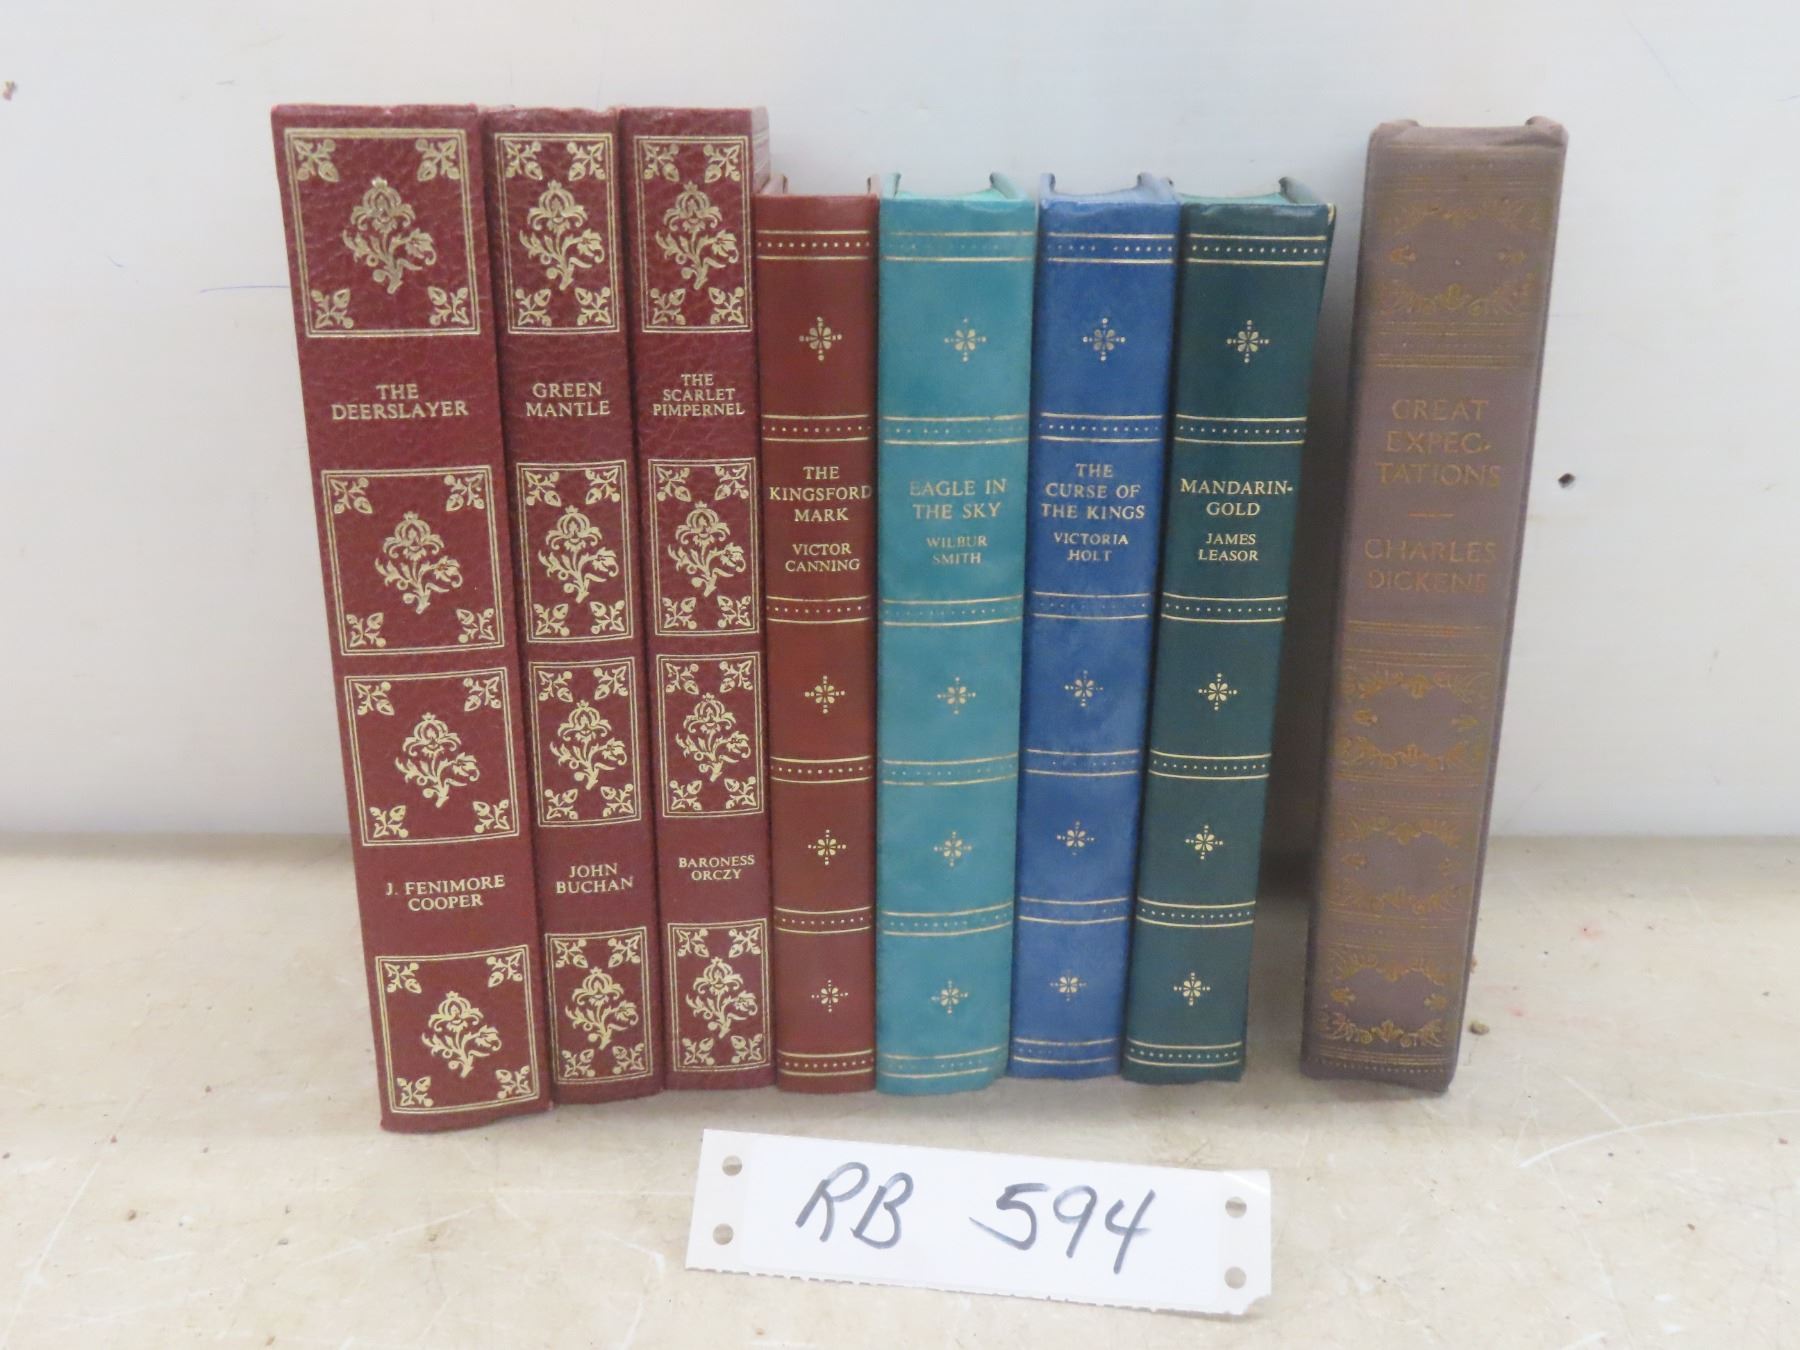 THE
DEERSLAYER
J. FENIMORE
COOPER
GREEN
MANTLE
JOHN
BUCHAN
THE
SCARLET
PIMPERNEL
BARONESS
ORCZY
THE
KINGSFORD
MARK
VICTOR
CANNING
EAGLE IN
THE SKY
WILBUR
SMITH
THE
CURSE OF
THE KINGS
VICTORIA
HOLT
MANDARIN-
GOLD
JAMES
LEASOR
GREAT
EXPEC-
TATIONS
CHARLES
DICKENS
RB 594